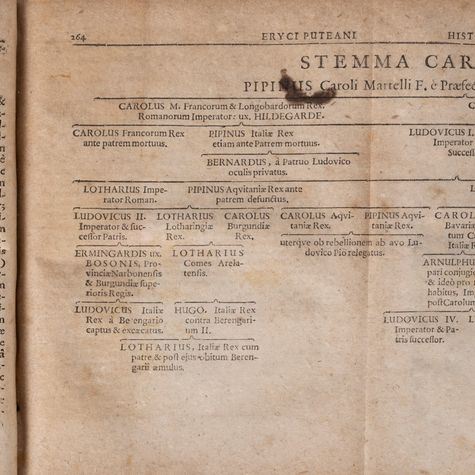 264 ERYCI PUTEANI HIST
STEMMA CAR
PIPINUS Caroli Martelli F. è Præfec
CAROLUS M. Francorum & Longobardorum Rex.
Romanorum Imperator: ux. HILDEGARDE.
CAROLUS Francorum Rex
ante patrem mortuus.
PIPINUS Italiæ Rex
etiam ante Patrem mortuus.
LUDOVICUS I.
Imperator
Succes
BERNARDUS, à Patruo Ludovico
oculis privatus.
LOTHARIUS Impe-
rator Roman.
PIPINUS Aqvitaniæ Rex ante
patrem defunctus.
L
LUDOVICUS II.
Imperator & suc-
cessor Patris.
LOTHARIUS
Lotharingiæ
Rex.
CAROLUS
Burgundiæ
Rex.
CAROLUS Aqvi-
taniæ Rex.
PIPINUS Aqvi-
taniæ Rex.
uterqve ob rebellionem ab avo Lu-
dovico Pio relegatus.
CAROL
Bavariæ
tum C
Italiæ R
ERMINGARDIS ux.
BOSONIS, Pro-
vinciæ Narbonensis
& Burgundiæ supe-
rioris Regis.
LOTHARIUS
Comes Arela-
tensis.
ARNULPHU
pari conjugi
& ideò pro
habitus, Im
post Carolum
LUDOVICUS Italiæ
Rex à Berengario
captus & excæcatus.
HUGO. Italiæ Rex
contra Berengari-
um II.
LUDOVICUS IV.
Imperator & Pa-
tris successor.
L
LOTHARIUS, Italiæ Rex cum
patre & post ejus obitum Beren-
garii æmulus.